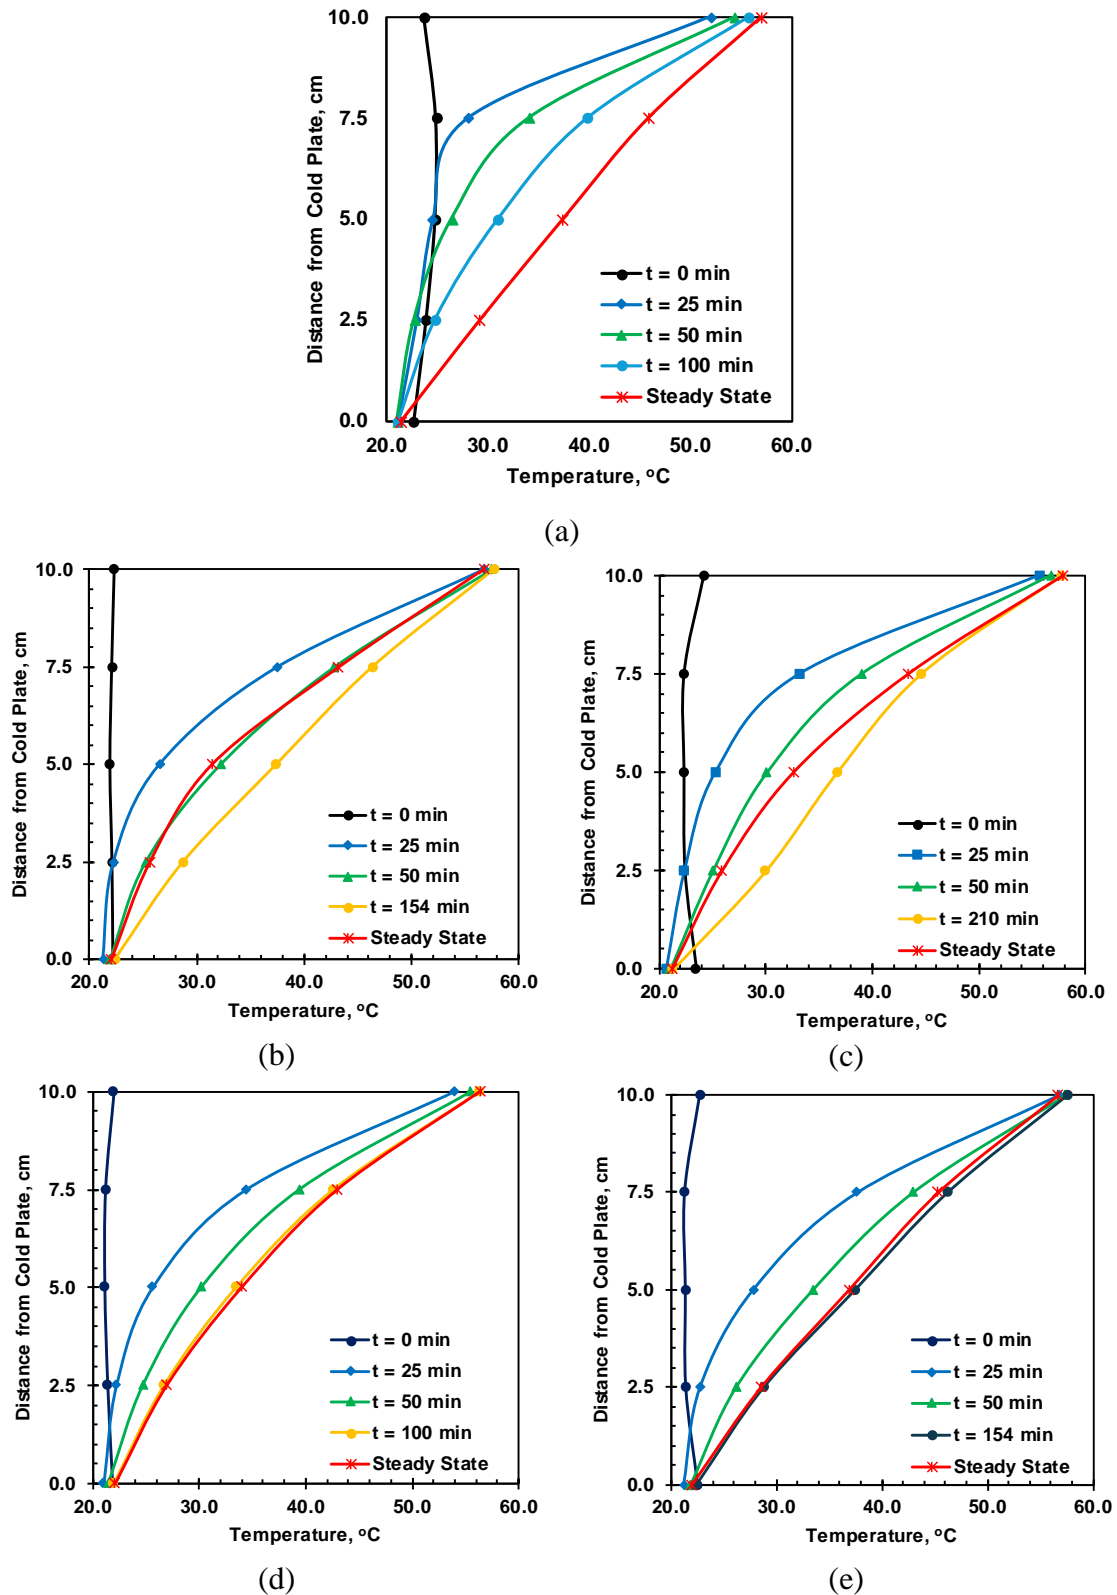 10.0
7.5
5.0
2.5
0.0
Distance from Cold Plate, cm
t = 0 min
t = 25 min
t = 50 min
t = 100 min
Steady State
20.0 30.0 40.0 50.0 60.0
Temperature, °C
(a)
10.0
7.5
5.0
2.5
0.0
Distance from Cold Plate, cm
t = 0 min
t = 25 min
t = 50 min
t = 154 min
Steady State
20.0 30.0 40.0 50.0 60.0
Temperature, °C
(b)
10.0
7.5
5.0
2.5
0.0
Distance from Cold Plate, cm
t = 0 min
t = 25 min
t = 50 min
t = 210 min
Steady State
20.0 30.0 40.0 50.0 60.0
Temperature, °C
(c)
10.0
7.5
5.0
2.5
0.0
Distance from Cold Plate, cm
t = 0 min
t = 25 min
t = 50 min
t = 100 min
Steady State
20.0 30.0 40.0 50.0 60.0
Temperature, °C
(d)
10.0
7.5
5.0
2.5
0.0
Distance from Cold Plate, cm
t = 0 min
t = 25 min
t = 50 min
t = 154 min
Steady State
20.0 30.0 40.0 50.0 60.0
Temperature, °C
(e)